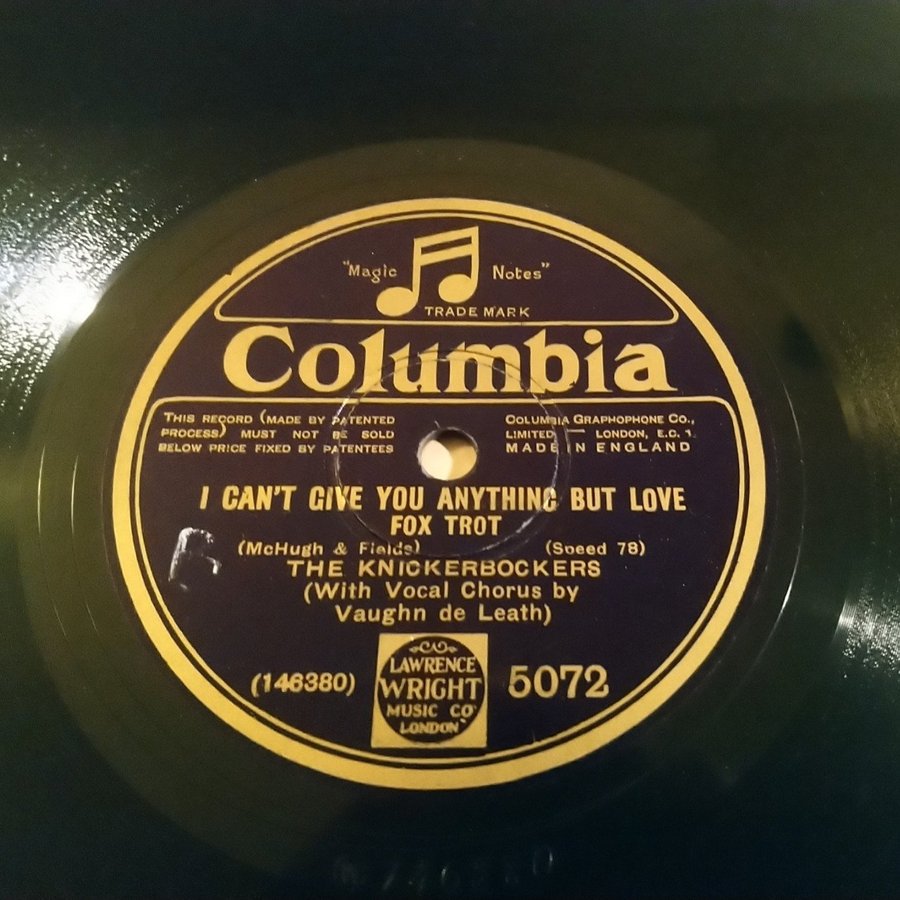 "Magic Notes"
TRADE MARK
Columbia
THIS RECORD (MADE BY PATENTED
PROCESS) MUST NOT BE SOLD
BELOW PRICE FIXED BY PATENTEES
COLUMBIA GRAPHOPHONE CO.,
LIMITED, — LONDON, E.C. 1.
MADE IN ENGLAND
I CAN'T GIVE YOU ANYTHING BUT LOVE
FOX TROT
(McHugh & Fields) (Speed 78)
THE KNICKERBOCKERS
(With Vocal Chorus by
Vaughn de Leath)
(146380)
LAWRENCE
WRIGHT
MUSIC CO
LONDON
5072